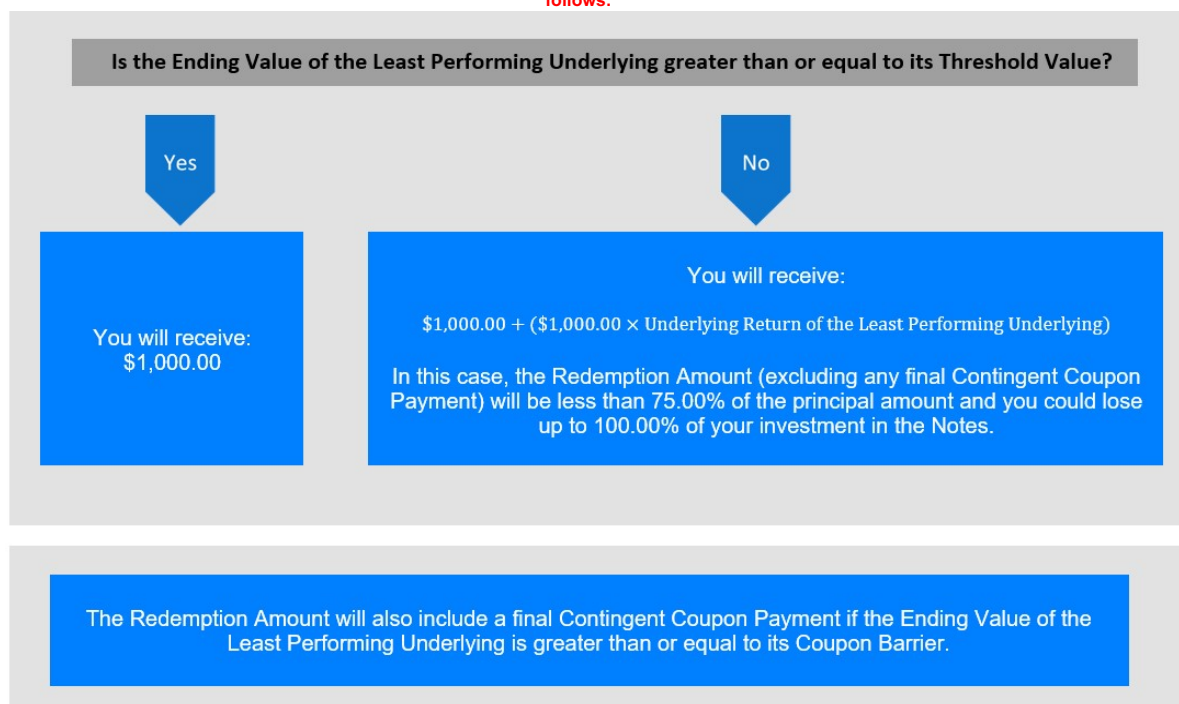 follows:
Is the Ending Value of the Least Performing Underlying greater than or equal to its Threshold Value?
Yes
No
You will receive:
$1,000.00
You will receive:
$1,000.00 + ($1,000.00 × Underlying Return of the Least Performing Underlying)
In this case, the Redemption Amount (excluding any final Contingent Coupon
Payment) will be less than 75.00% of the principal amount and you could lose
up to 100.00% of your investment in the Notes.
The Redemption Amount will also include a final Contingent Coupon Payment if the Ending Value of the
Least Performing Underlying is greater than or equal to its Coupon Barrier.